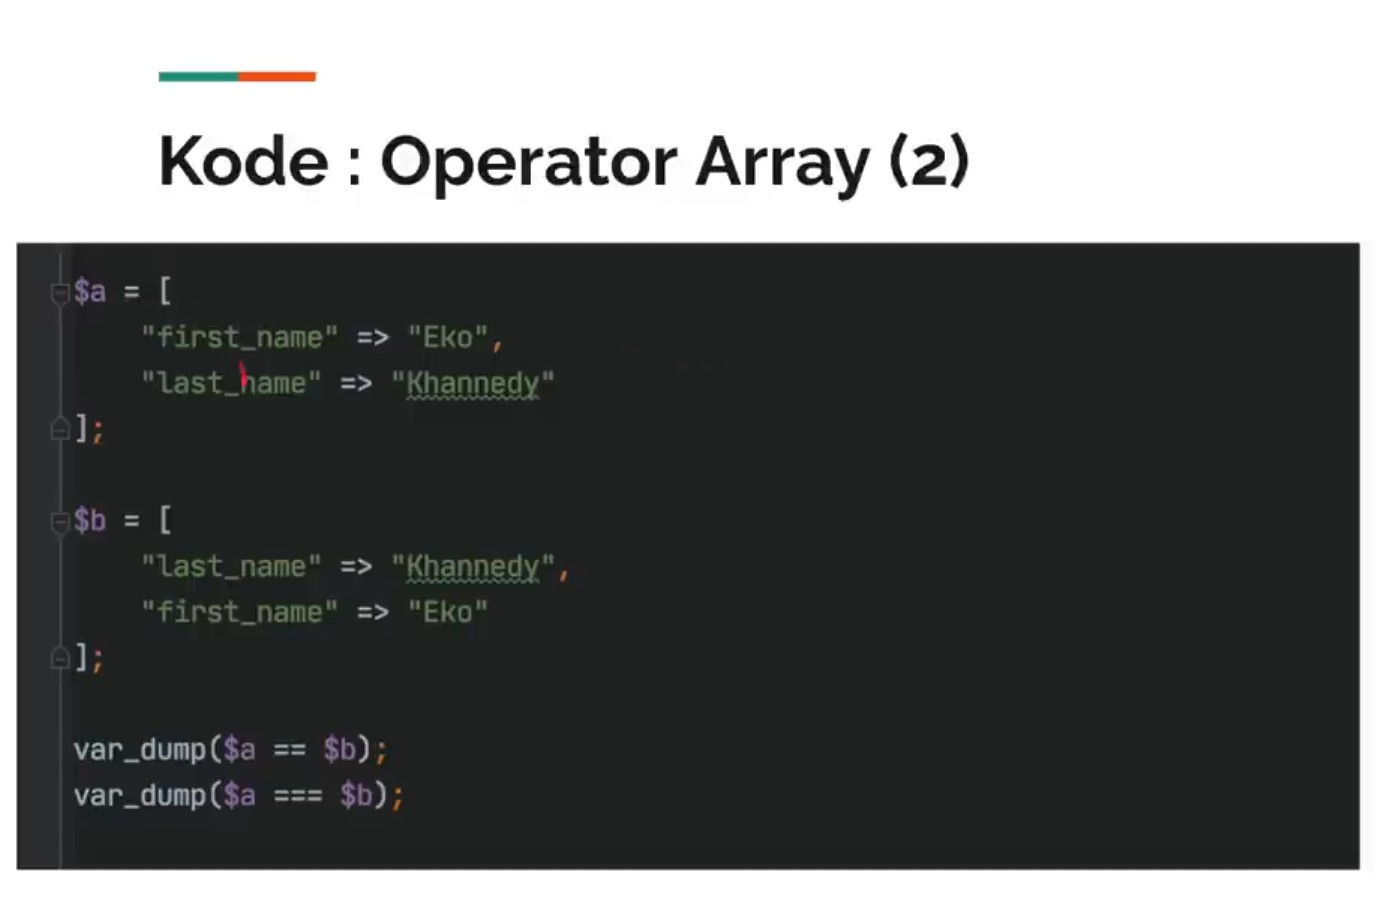 Kode : Operator Array (2)
$a = [
    "first_name" => "Eko",
    "last_name" => "Khannedy"
];
$b = [
    "last_name" => "Khannedy",
    "first_name" => "Eko"
];
var_dump($a == $b);
var_dump($a === $b);